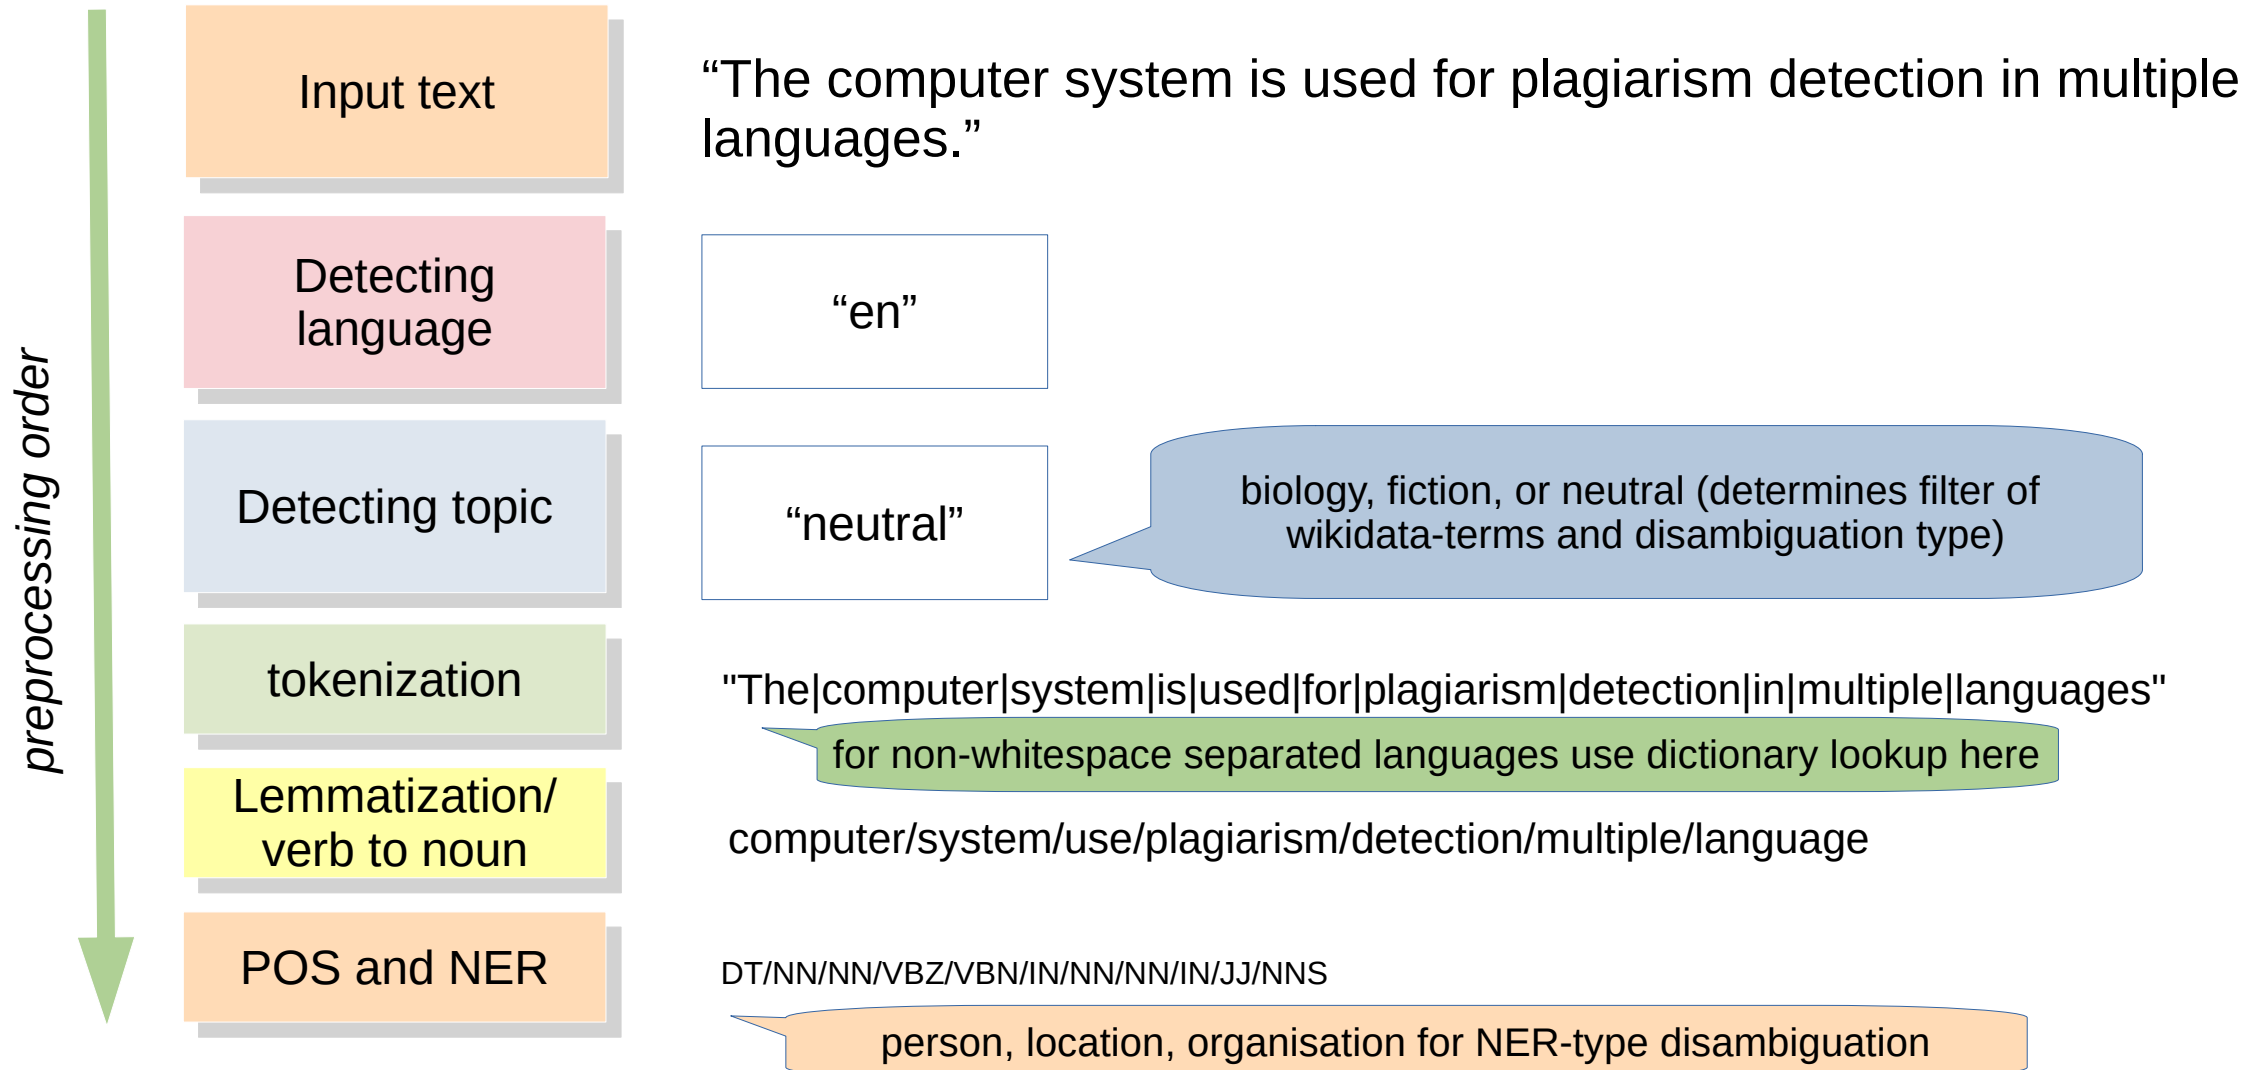 preprocessing order
Input text
“The computer system is used for plagiarism detection in multiple
languages.”
Detecting
language
“en”
Detecting topic
“neutral”
biology, fiction, or neutral (determines filter of
wikidata-terms and disambiguation type)
tokenization
"The|computer|system|is|used|for|plagiarism|detection|in|multiple|languages"
for non-whitespace separated languages use dictionary lookup here
Lemmatization/
verb to noun
computer/system/use/plagiarism/detection/multiple/language
POS and NER
DT/NN/NN/VBZ/VBN/IN/NN/NN/IN/JJ/NNS
person, location, organisation for NER-type disambiguation